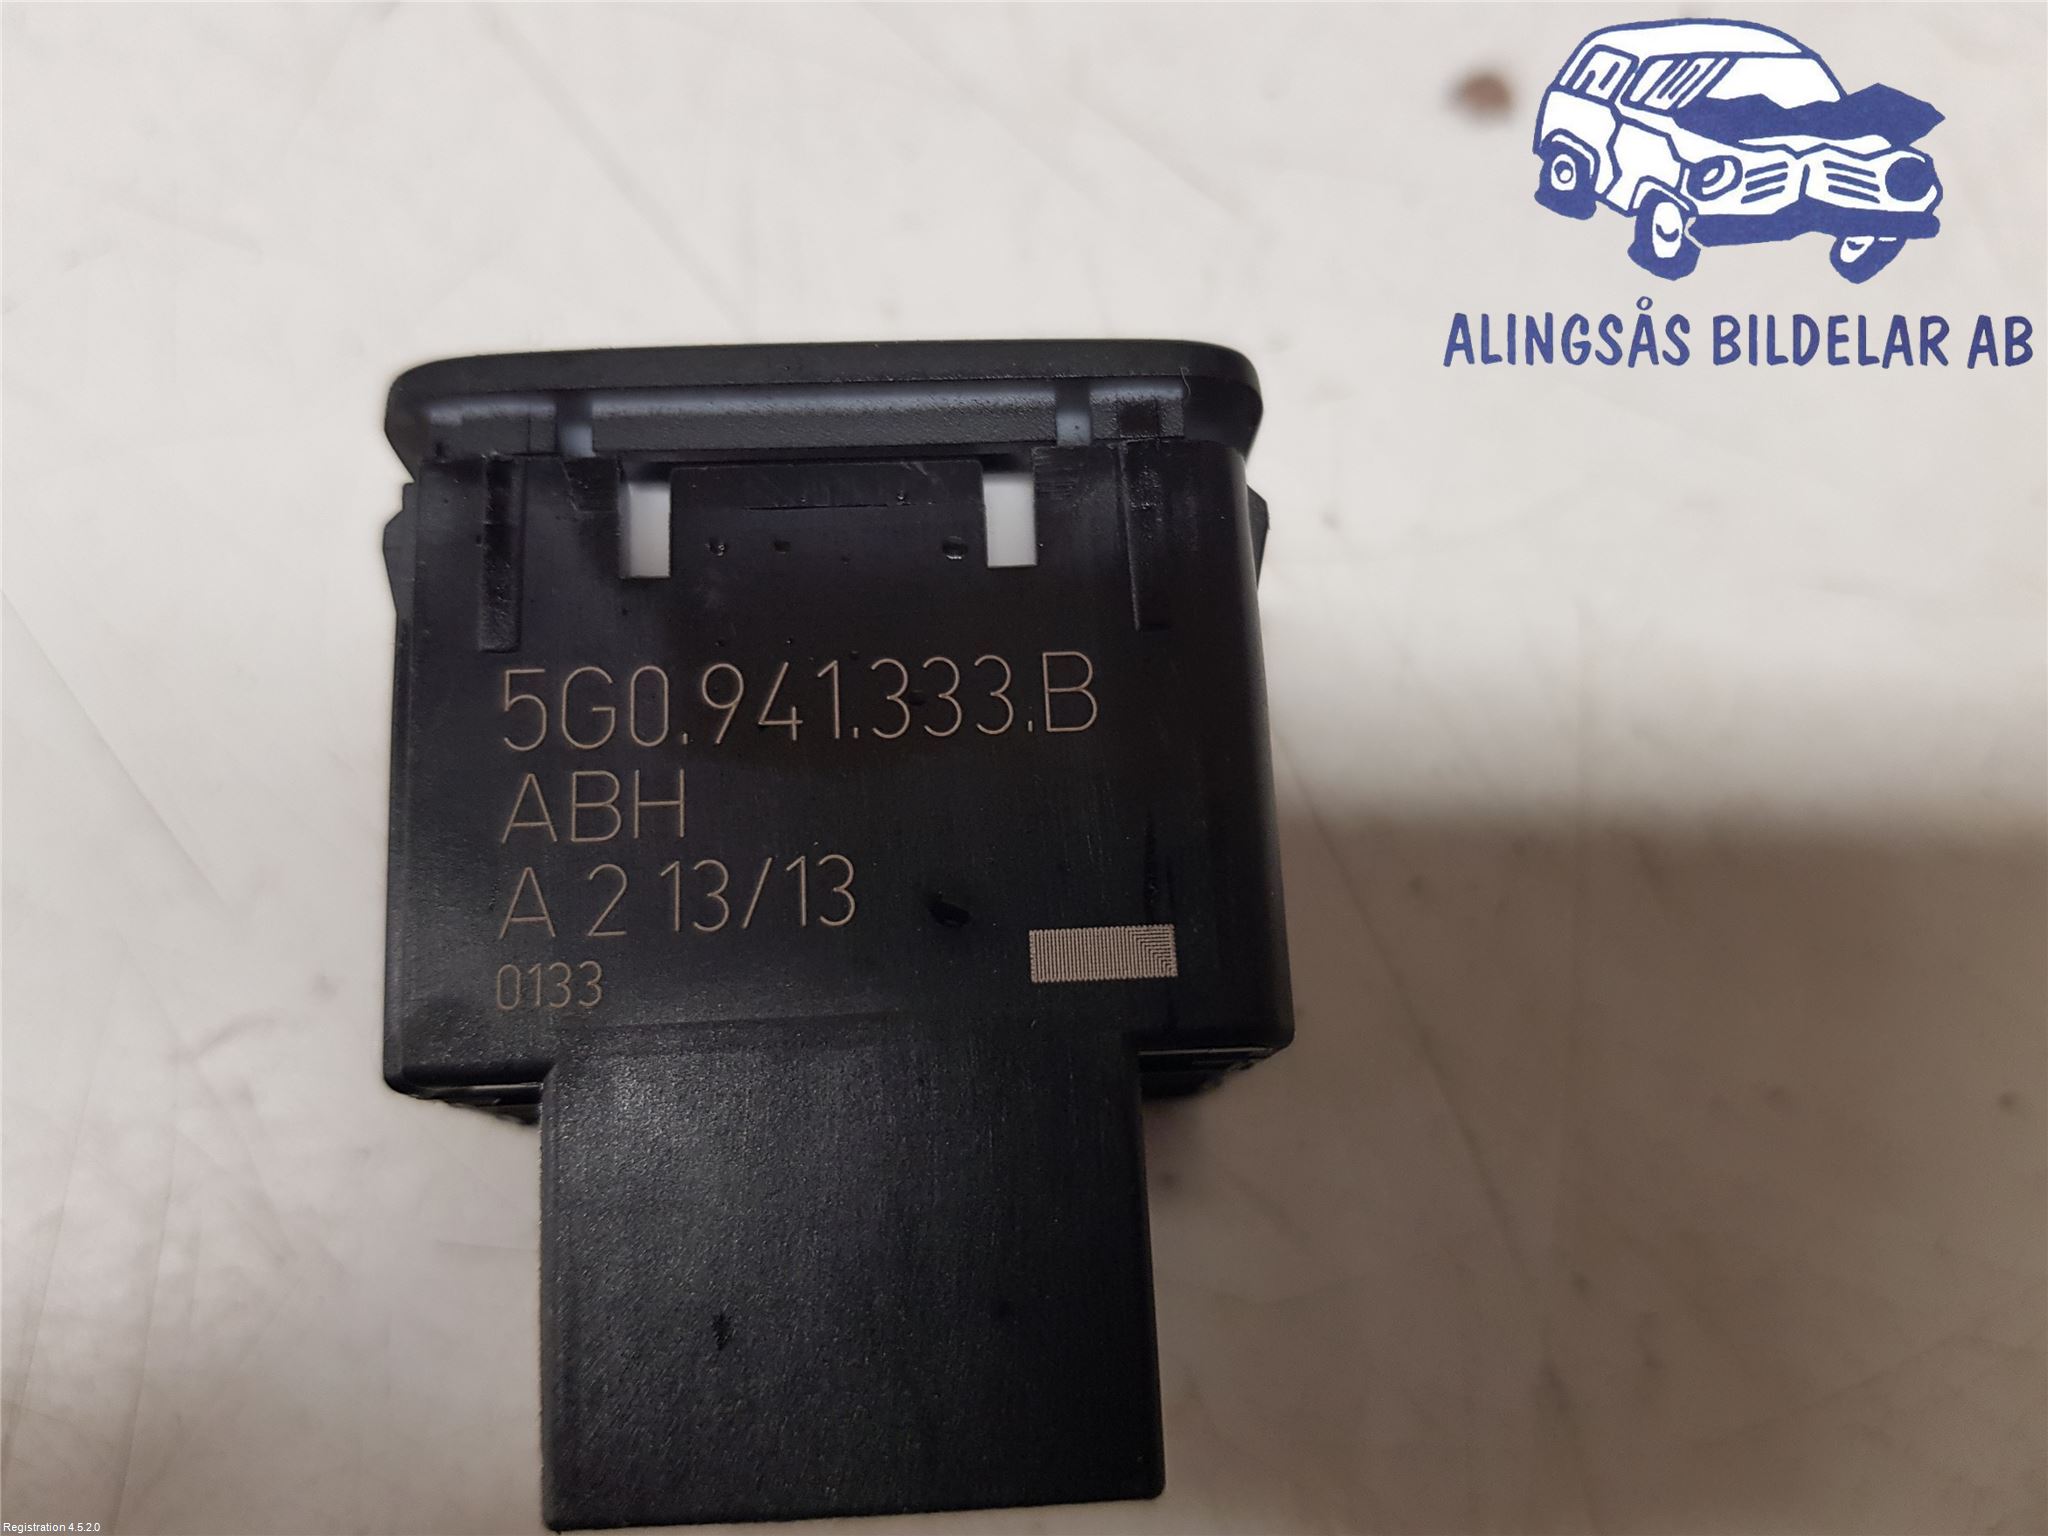 ALINGSÅS BILDELAR AB
5G0.941.333.B
ABH
A 2 13/13
0133
Registration 4.5.2.0